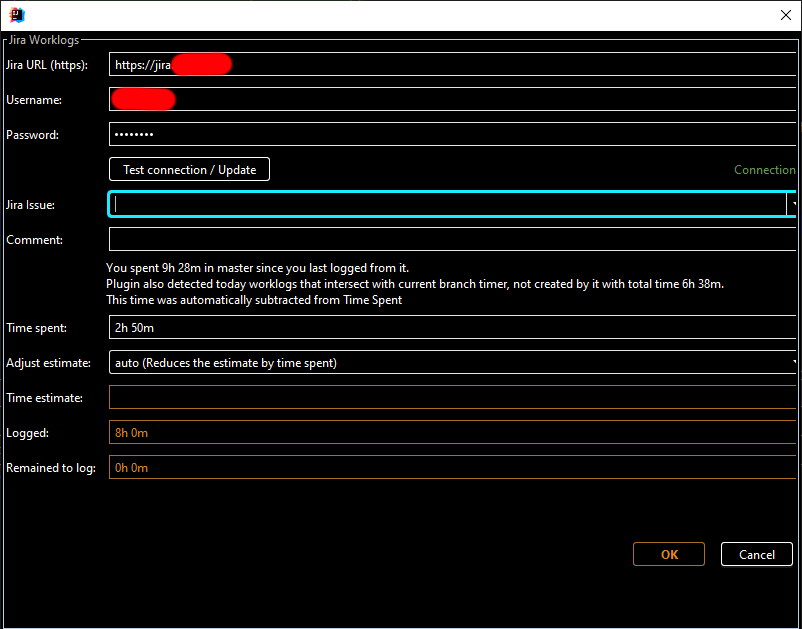 Jira Worklogs
Jira URL (https): https://jira
Username:
Password: ••••••••
Test connection / Update Connection
Jira Issue:
Comment:
You spent 9h 28m in master since you last logged from it.
Plugin also detected today worklogs that intersect with current branch timer, not created by it with total time 6h 38m.
This time was automatically subtracted from Time Spent
Time spent: 2h 50m
Adjust estimate: auto (Reduces the estimate by time spent)
Time estimate:
Logged: 8h 0m
Remained to log: 0h 0m
OK Cancel